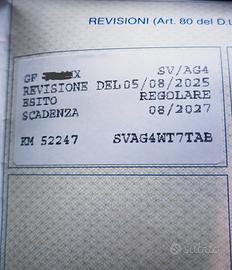 REVISIONI (Art. 80 del D.L
GF X SV/AG4
REVISIONE DEL 05/08/2025
ESITO REGOLARE
SCADENZA 08/2027
KM 52247 SVAG4WT7TAB
subito